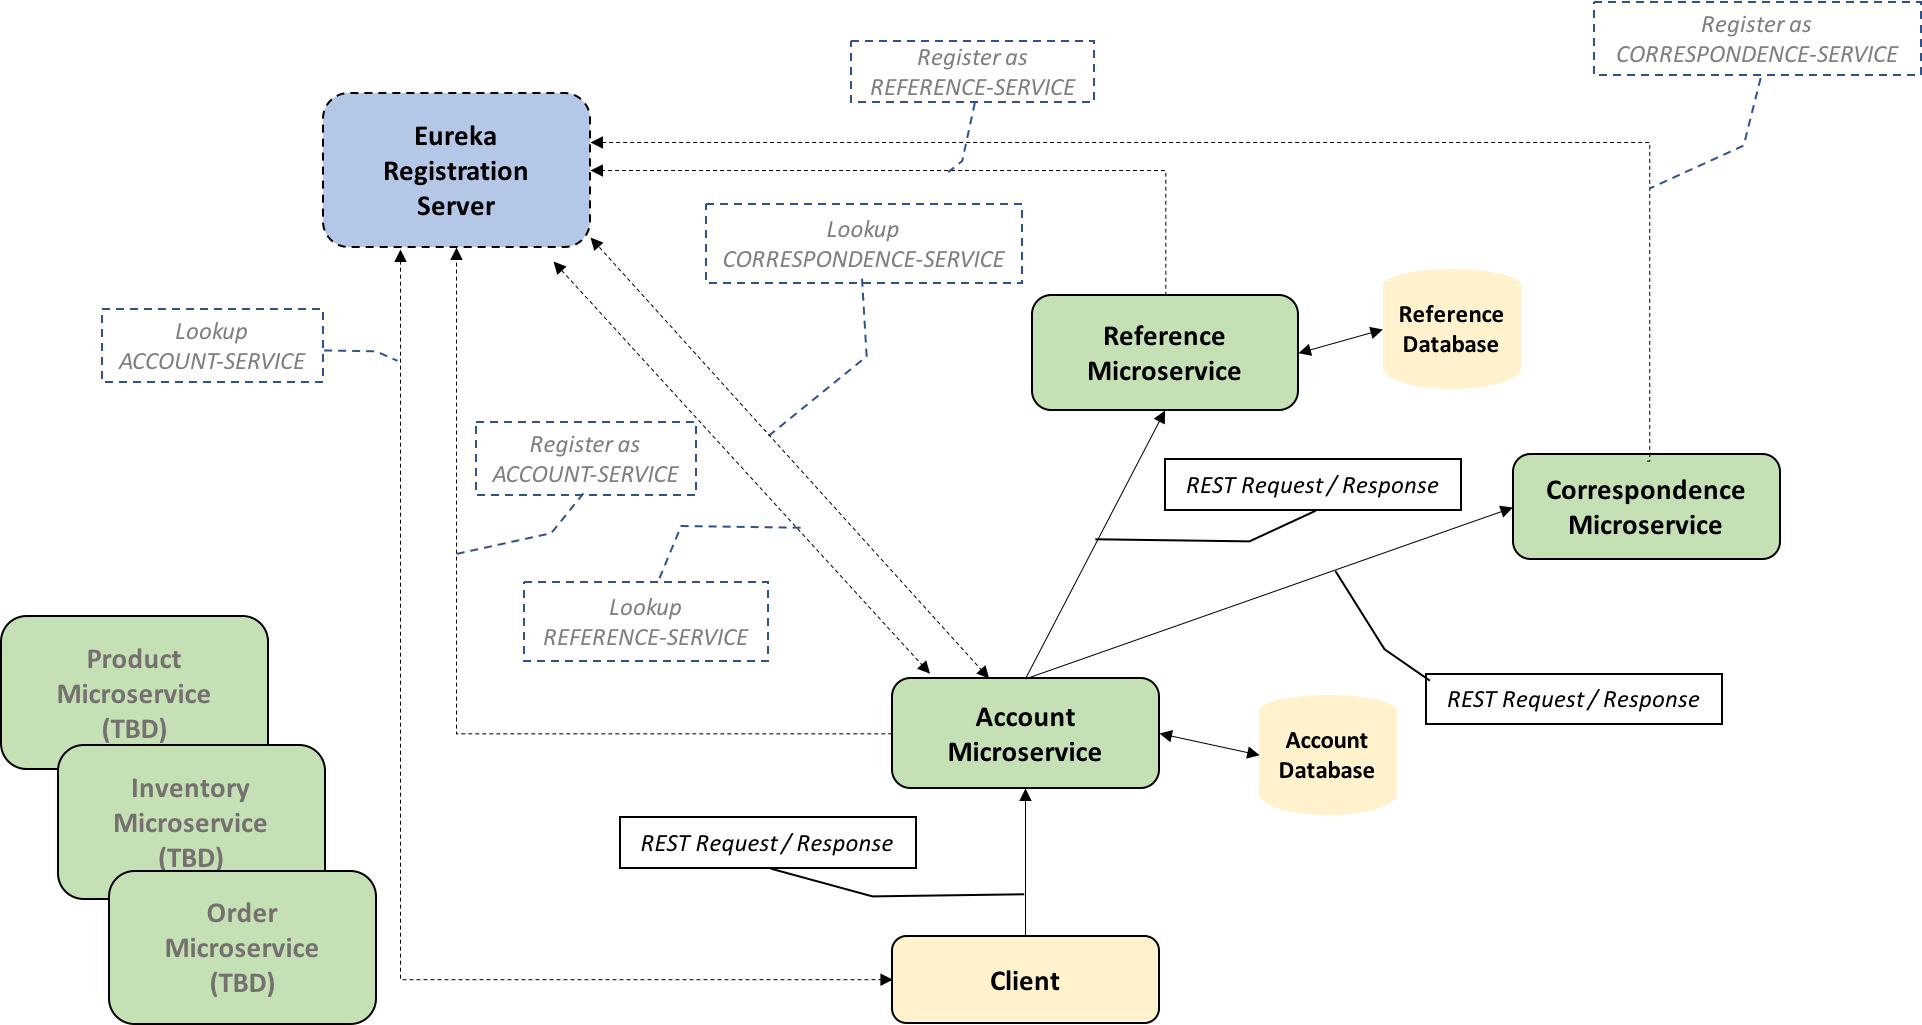 Register as
CORRESPONDENCE-SERVICE
Register as
REFERENCE-SERVICE
Eureka
Registration
Server
Lookup
CORRESPONDENCE-SERVICE
Lookup
ACCOUNT-SERVICE
Reference
Microservice
Reference
Database
Register as
ACCOUNT-SERVICE
REST Request / Response
Correspondence
Microservice
Lookup
REFERENCE-SERVICE
Product
Microservice
(TBD)
REST Request / Response
Account
Microservice
Account
Database
Inventory
Microservice
(TBD)
REST Request / Response
Order
Microservice
(TBD)
Client